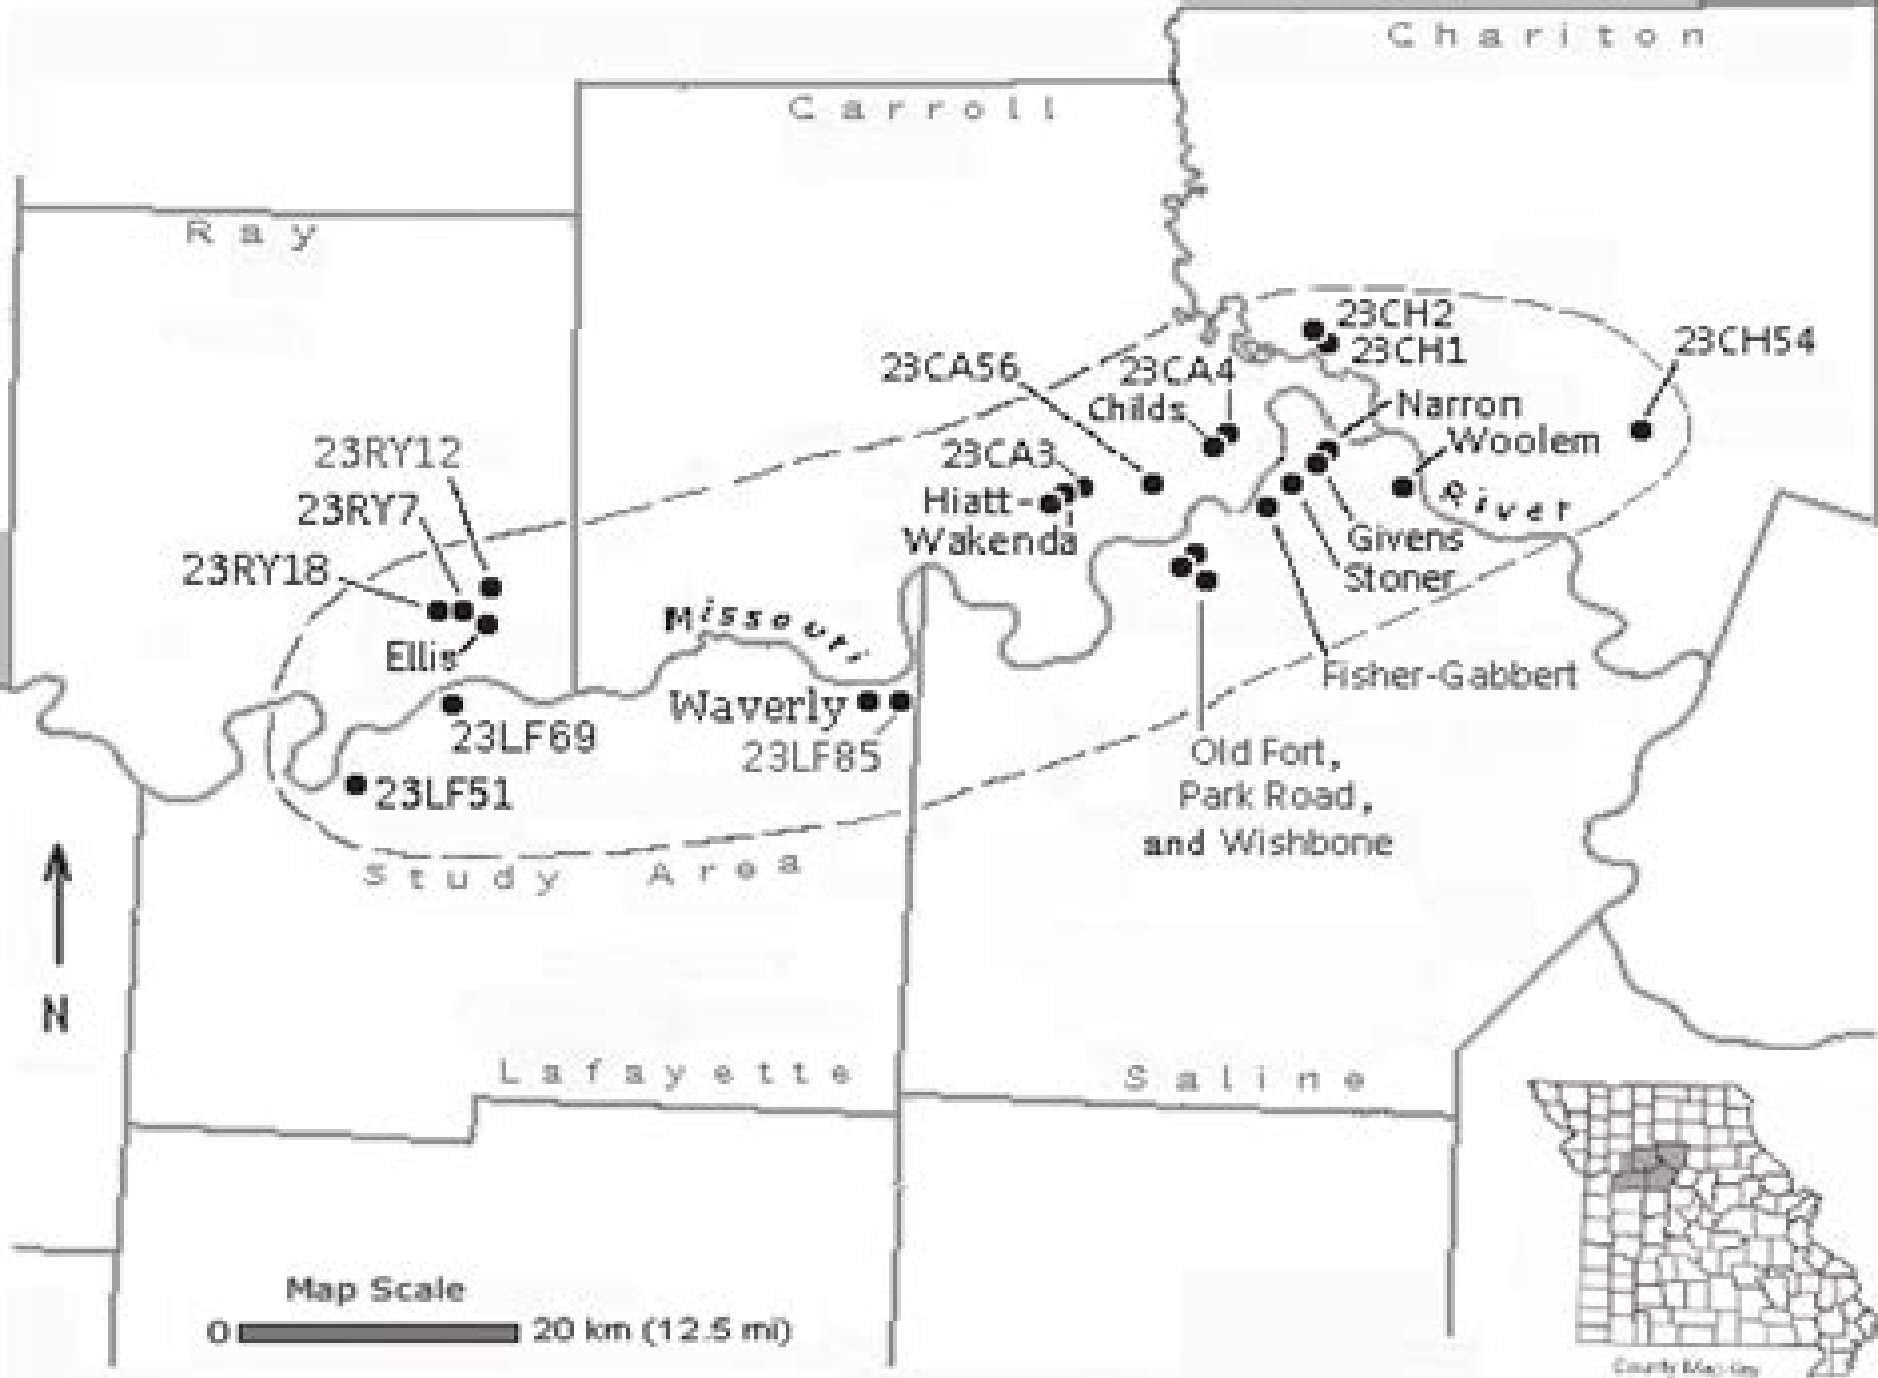 Chariton
Carroll
Ray
23CH2
23CH1
23CH54
23CA56
23CA4
Childs
Narron
Woolem
23RY12
23CA3
23RY7
Hiatt
River
Wakenda
Givens
23RY18
Stoner
Missouri
Ellis
Fisher-Gabbert
Waverly
23LF69
23LF85
Old Fort,
Park Road,
and Wishbone
23LF51
Study Area
N
Lafayette
Saline
Map Scale
0 20 km (12.5 mi)
County Map